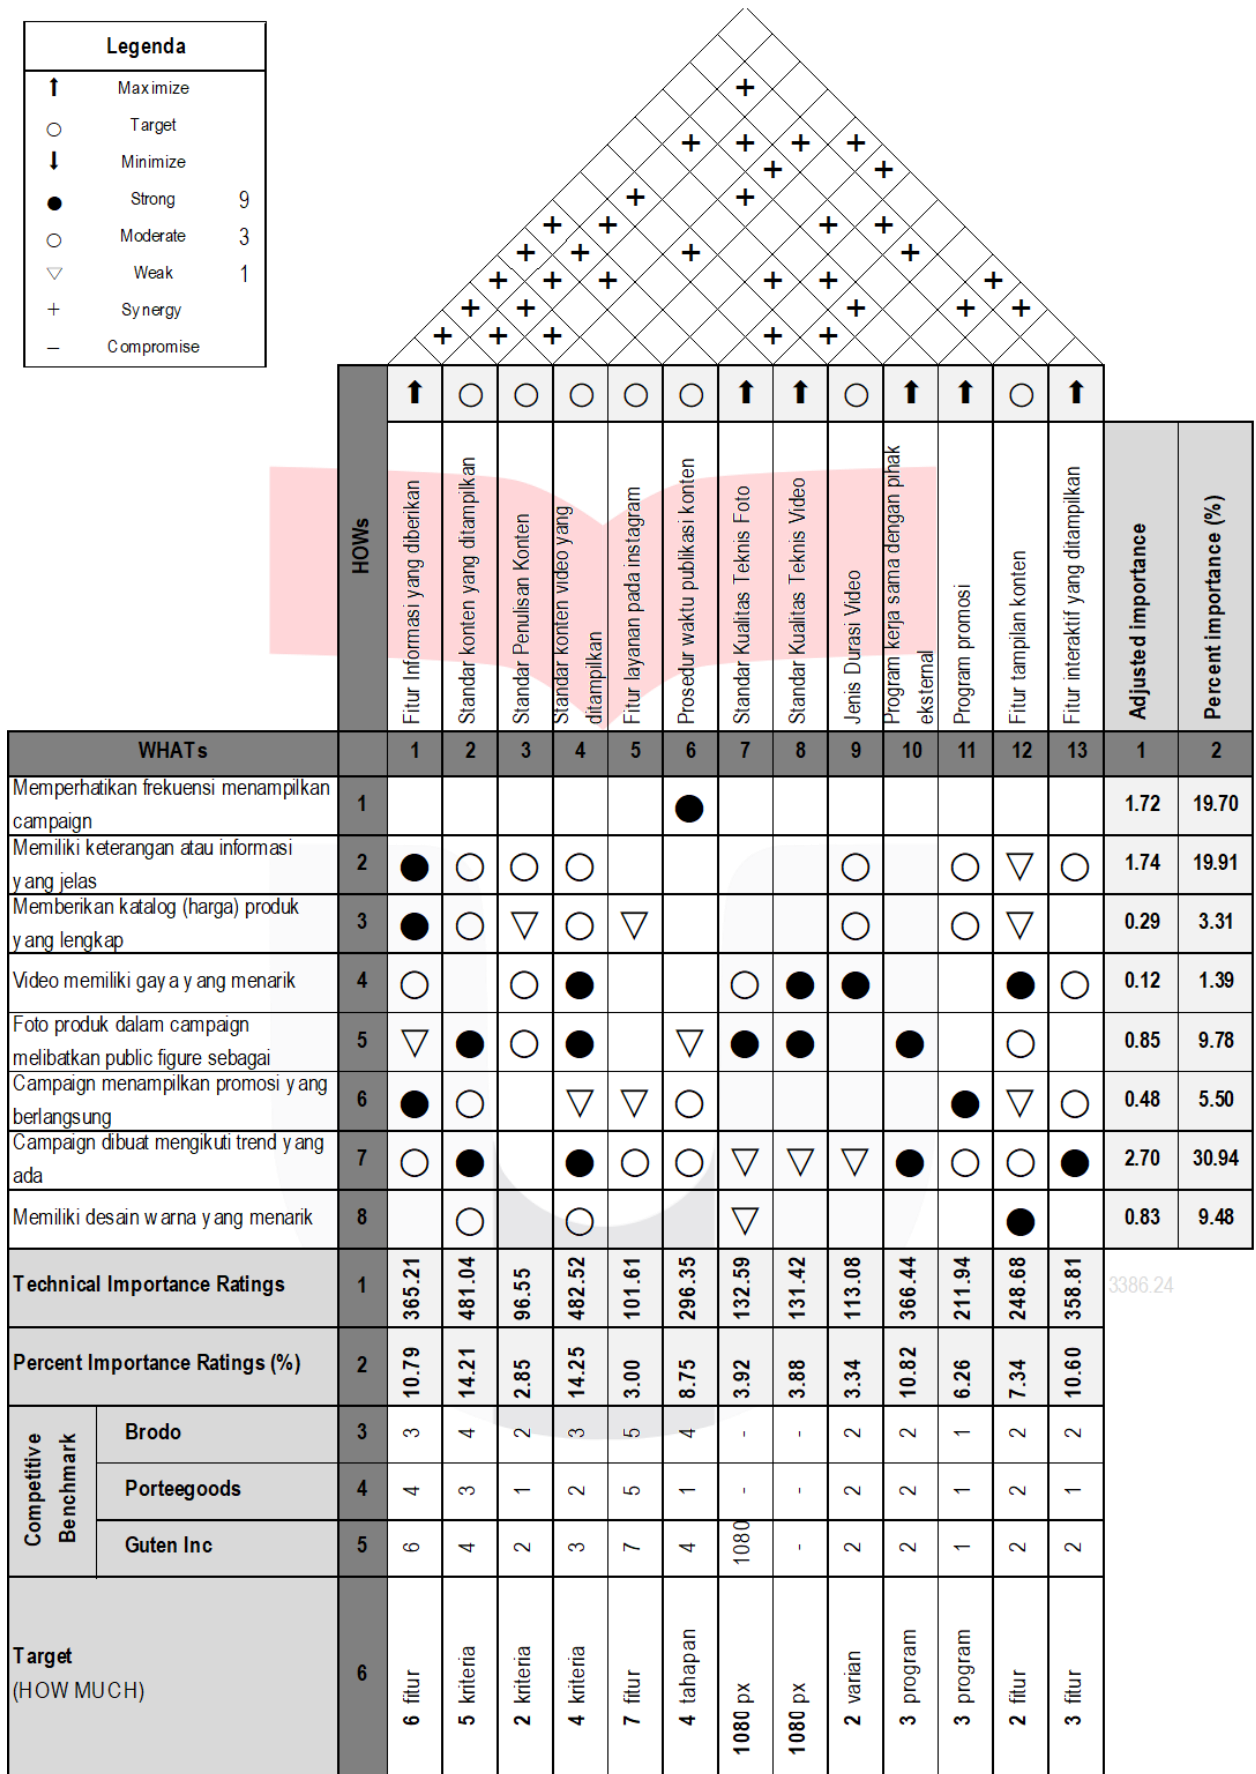 Legenda
Maximize
Target
Minimize
Strong 9
Moderate 3
Weak 1
+ Synergy
− Compromise
HOWs
Fitur Informasi yang diberikan
Standar konten yang ditampilkan
Standar Penulisan Konten
Standar konten video yang
ditampilkan
Fitur layanan pada instagram
Prosedur waktu publikasi konten
Standar Kualitas Teknis Foto
Standar Kualitas Teknis Video
Jenis Durasi Video
Program kerja sama dengan pihak
eksternal
Program promosi
Fitur tampilan konten
Fitur interaktif yang ditampilkan
Adjusted importance
Percent importance (%)
WHATs 1 2 3 4 5 6 7 8 9 10 11 12 13 1 2
Memperhatikan frekuensi menampilkan
campaign 1 1.72 19.70
Memiliki keterangan atau informasi
yang jelas 2 1.74 19.91
Memberikan katalog (harga) produk
yang lengkap 3 0.29 3.31
Video memiliki gaya yang menarik 4 0.12 1.39
Foto produk dalam campaign
melibatkan public figure sebagai 5 0.85 9.78
Campaign menampilkan promosi yang
berlangsung 6 0.48 5.50
Campaign dibuat mengikuti trend yang
ada 7 2.70 30.94
Memiliki desain warna yang menarik 8 0.83 9.48
Technical Importance Ratings 1 365.21 481.04 96.55 482.52 101.61 296.35 132.59 131.42 113.08 366.44 211.94 248.68 358.81 3386.24
Percent Importance Ratings (%) 2 10.79 14.21 2.85 14.25 3.00 8.75 3.92 3.88 3.34 10.82 6.26 7.34 10.60
Competitive
Benchmark
Brodo 3 3 4 2 3 5 4 - - 2 2 1 2 2
Porteegoods 4 4 3 1 2 5 1 - - 2 2 1 2 1
Guten Inc 5 6 4 2 3 7 4 1080 - 2 2 1 2 2
Target
(HOW MUCH) 6 6 fitur 5 kriteria 2 kriteria 4 kriteria 7 fitur 4 tahapan 1080 px 1080 px 2 varian 3 program 3 program 2 fitur 3 fitur